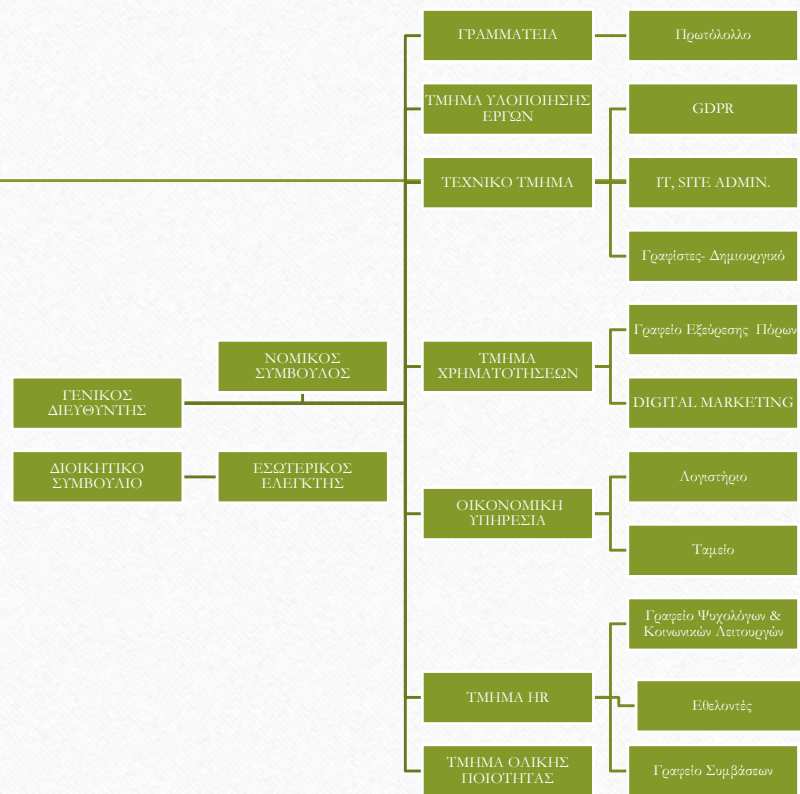 ΓΡΑΜΜΑΤΕΙΑ
Πρωτόλολλο
ΤΜΗΜΑ ΥΛΟΠΟΙΗΣΗΣ
ΕΡΓΩΝ
GDPR
ΤΕΧΝΙΚΟ ΤΜΗΜΑ
IT, SITE ADMIN.
Γραφίστες- Δημιουργικό
Γραφείο Εξεύρεσης Πόρων
ΝΟΜΙΚΟΣ
ΣΥΜΒΟΥΛΟΣ
ΤΜΗΜΑ
ΧΡΗΜΑΤΟΤΗΣΕΩΝ
ΓΕΝΙΚΟΣ
ΔΙΕΥΘΥΝΤΗΣ
DIGITAL MARKETING
ΔΙΟΙΚΗΤΙΚΟ
ΣΥΜΒΟΥΛΙΟ
ΕΣΩΤΕΡΙΚΟΣ
ΕΛΕΓΚΤΗΣ
Λογιστήριο
ΟΙΚΟΝΟΜΙΚΗ
ΥΠΗΡΕΣΙΑ
Ταμείο
Γραφείο Ψυχολόγων &
Κοινωνικών Λειτουργών
ΤΜΗΜΑ HR
Εθελοντές
ΤΜΗΜΑ ΟΛΙΚΗΣ
ΠΟΙΟΤΗΤΑΣ
Γραφείο Συμβάσεων